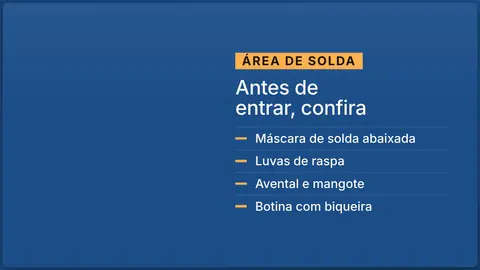 ÁREA DE SOLDA
Antes de
entrar, confira
Máscara de solda abaixada
Luvas de raspa
Avental e mangote
Botina com biqueira